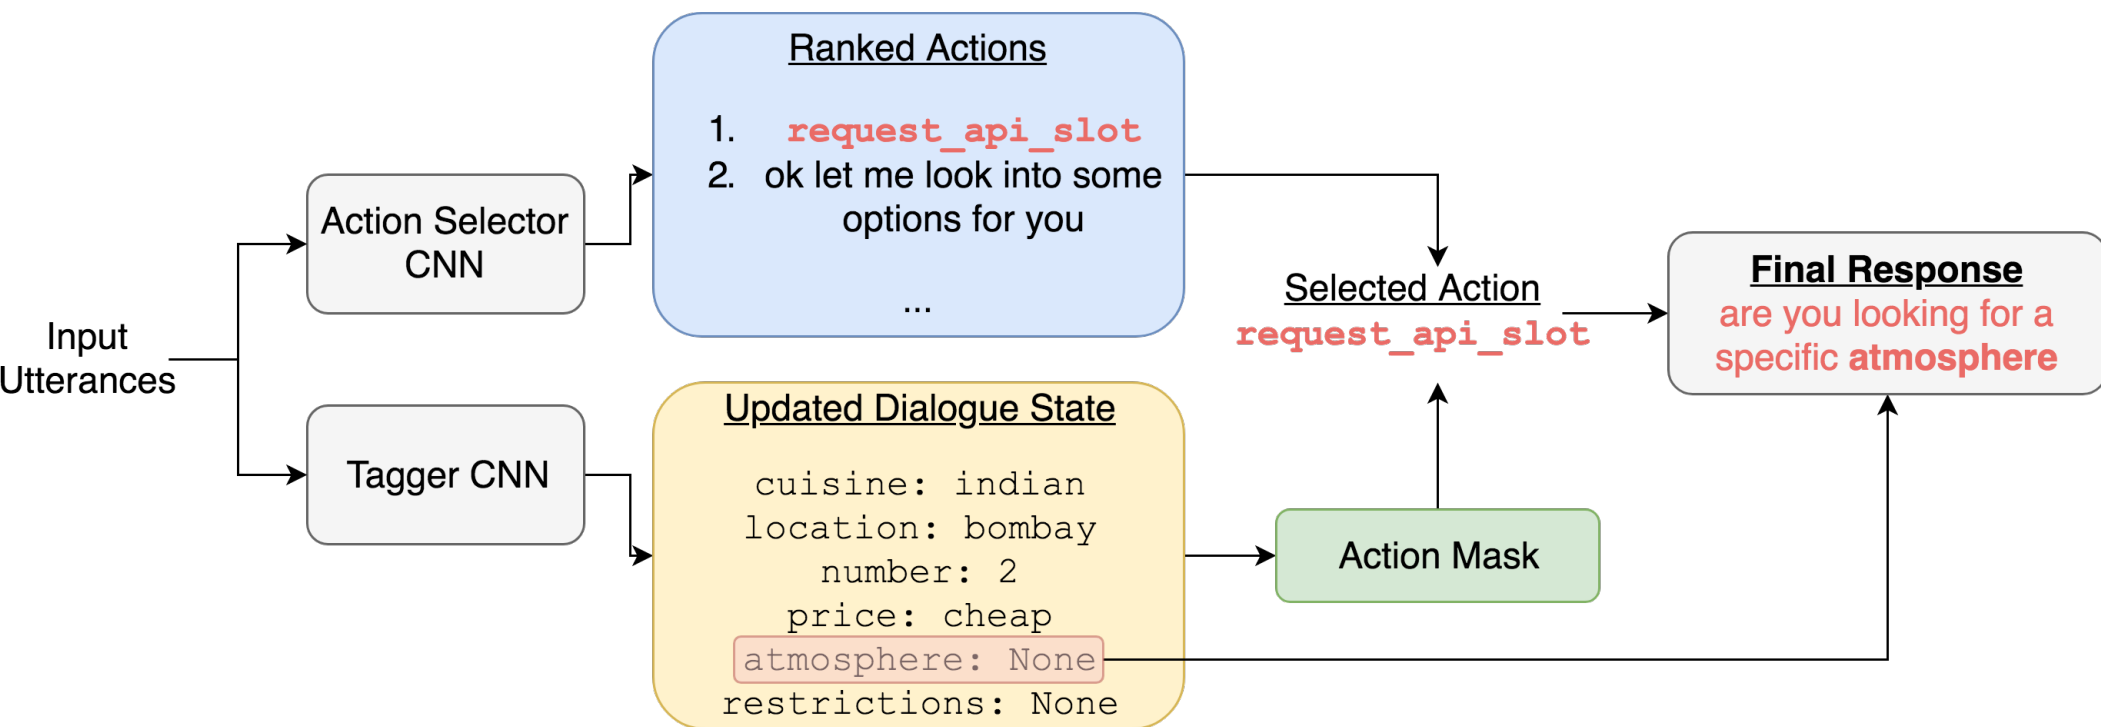 Input
Utterances
Action Selector
CNN
Tagger CNN
Ranked Actions
1. request_api_slot
2. ok let me look into some
options for you
...
Updated Dialogue State
cuisine: indian
location: bombay
number: 2
price: cheap
atmosphere: None
restrictions: None
Action Mask
Selected Action
request_api_slot
Final Response
are you looking for a
specific atmosphere